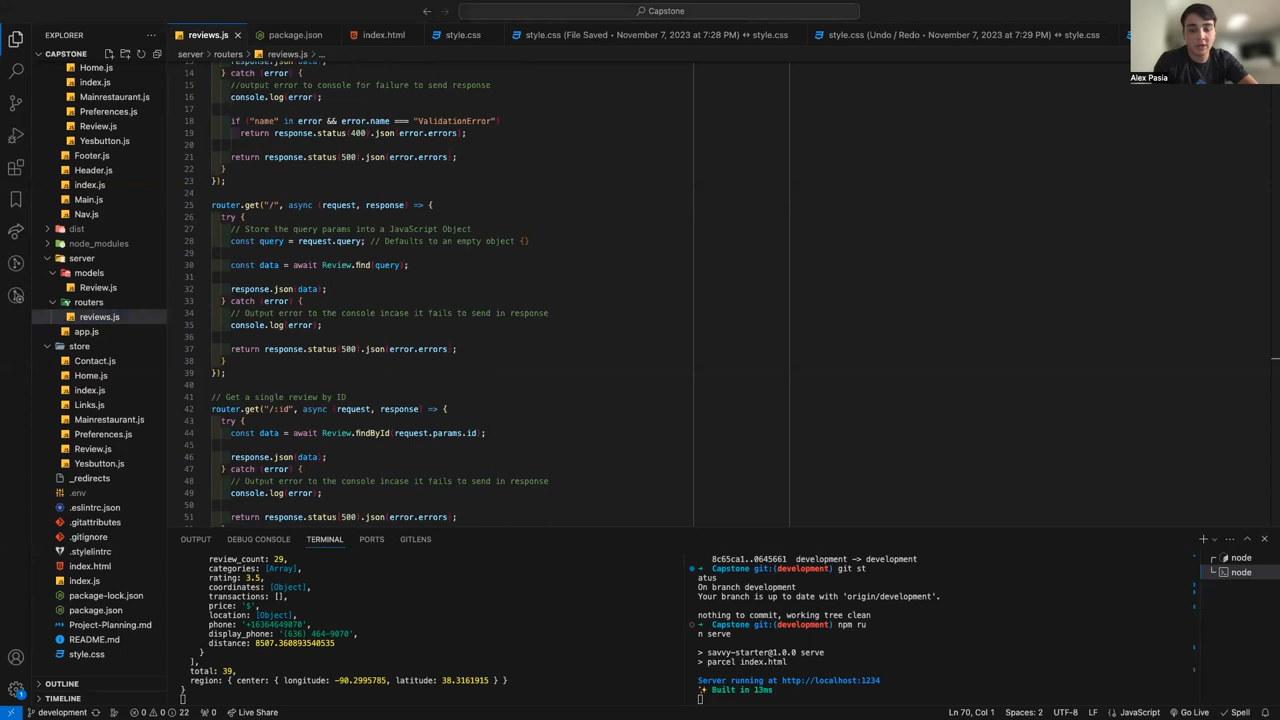 Capstone
Alex Pasia
EXPLORER
reviews.js
package.json
index.html
style.css
style.css (File Saved • November 7, 2023 at 7:28 PM) ↔ style.css
style.css (Undo / Redo • November 7, 2023 at 7:29 PM) ↔ style.css
CAPSTONE
server > routers > reviews.js > ...
Home.js
index.js
Mainrestaurant.js
Preferences.js
Review.js
Yesbutton.js
Footer.js
Header.js
index.js
Main.js
Nav.js
dist
node_modules
server
models
Review.js
routers
reviews.js
app.js
store
Contact.js
Home.js
index.js
Links.js
Mainrestaurant.js
Preferences.js
Review.js
Yesbutton.js
_redirects
.env
.eslintrc.json
.gitattributes
.gitignore
.stylelintrc
index.html
index.js
package-lock.json
package.json
Project-Planning.md
README.md
style.css
OUTLINE
TIMELINE
13 response.json(data);
14 } catch (error) {
15 //output error to console for failure to send response
16 console.log(error);
17
18 if ("name" in error && error.name === "ValidationError")
19 return response.status(400).json(error.errors);
20
21 return response.status(500).json(error.errors);
22 }
23 });
24
25 router.get("/", async (request, response) => {
26 try {
27 // Store the query params into a JavaScript Object
28 const query = request.query; // Defaults to an empty object {}
29
30 const data = await Review.find(query);
31
32 response.json(data);
33 } catch (error) {
34 // Output error to the console incase it fails to send in response
35 console.log(error);
36
37 return response.status(500).json(error.errors);
38 }
39 });
40
41 // Get a single review by ID
42 router.get("/:id", async (request, response) => {
43 try {
44 const data = await Review.findById(request.params.id);
45
46 response.json(data);
47 } catch (error) {
48 // Output error to the console incase it fails to send in response
49 console.log(error);
50
51 return response.status(500).json(error.errors);
OUTPUT DEBUG CONSOLE TERMINAL PORTS GITLENS
review_count: 29,
categories: [Array],
rating: 3.5,
coordinates: [Object],
transactions: [],
price: '$',
location: [Object],
phone: '+16364649070',
display_phone: '(636) 464-9070',
distance: 8507.360893540535
}
],
total: 39,
region: { center: { longitude: -90.2995785, latitude: 38.3161915 } }
}
8c65ca1..0645661 development -> development
➜ Capstone git:(development) git st
atus
On branch development
Your branch is up to date with 'origin/development'.
nothing to commit, working tree clean
➜ Capstone git:(development) npm ru
n serve
> savvy-starter@1.0.0 serve
> parcel index.html
Server running at http://localhost:1234
✨ Built in 13ms
node
node
development 0 0 22 0 Live Share
Ln 70, Col 1 Spaces: 2 UTF-8 LF JavaScript Go Live Spell